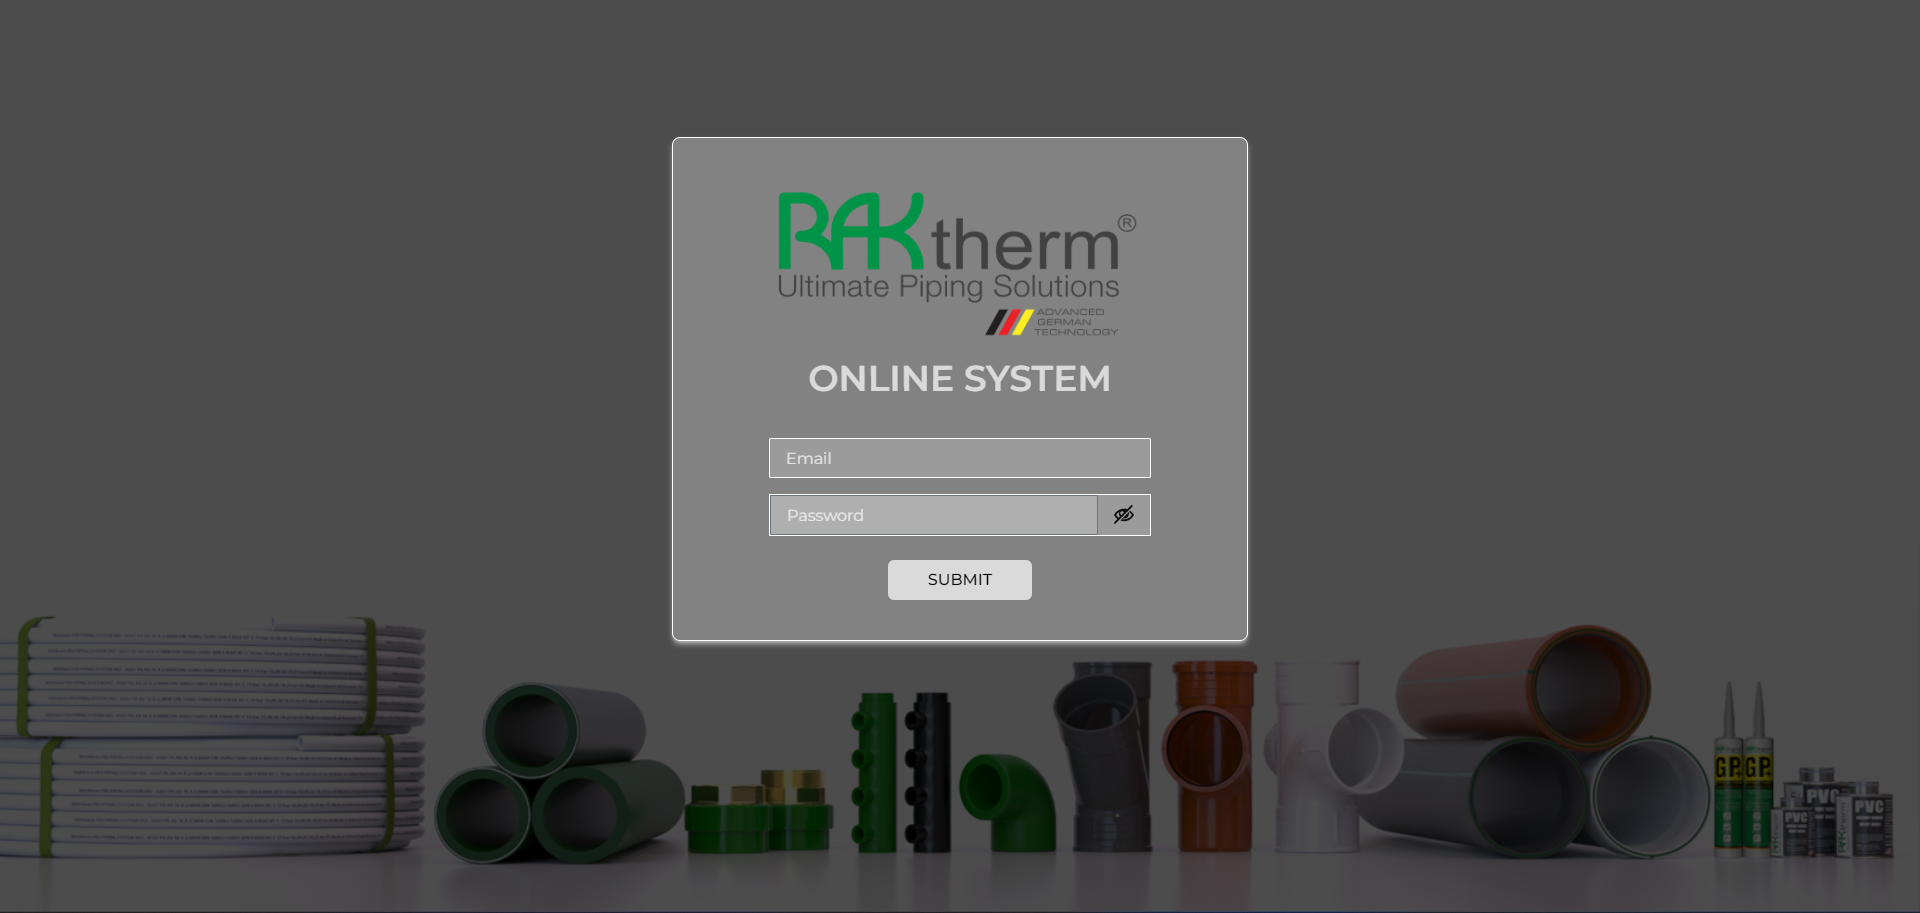 RAKtherm®
Ultimate Piping Solutions
ADVANCED
GERMAN
TECHNOLOGY
ONLINE SYSTEM
Email
Password
SUBMIT
GP
GP
PVC
PVC
PVC